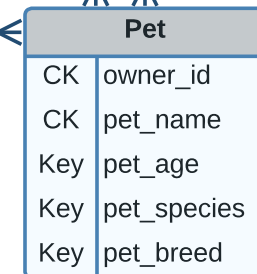 Pet
CK owner_id
CK pet_name
Key pet_age
Key pet_species
Key pet_breed